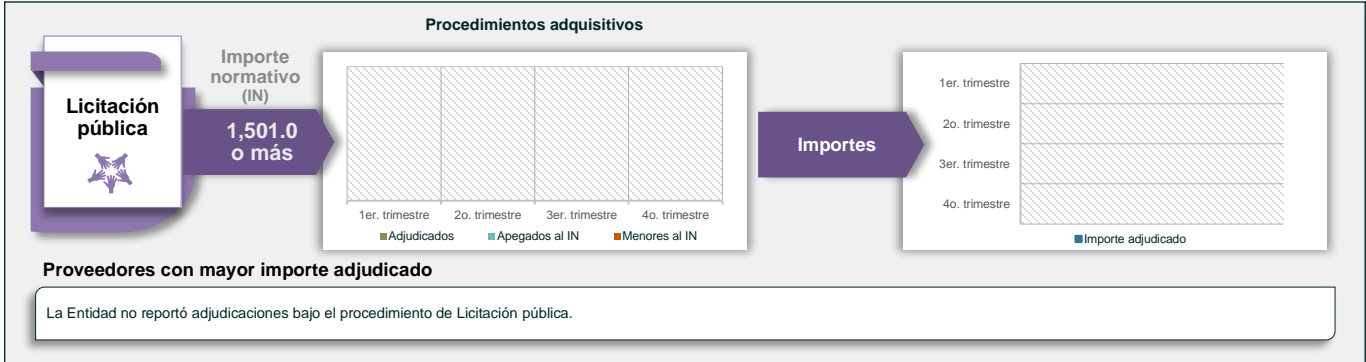 Procedimientos adquisitivos
Licitación
pública
Importe
normativo
(IN)
1,501.0
o más
1er. trimestre 2o. trimestre 3er. trimestre 4o. trimestre
Adjudicados Apegados al IN Menores al IN
Importes
1er. trimestre
2o. trimestre
3er. trimestre
4o. trimestre
Importe adjudicado
Proveedores con mayor importe adjudicado
La Entidad no reportó adjudicaciones bajo el procedimiento de Licitación pública.